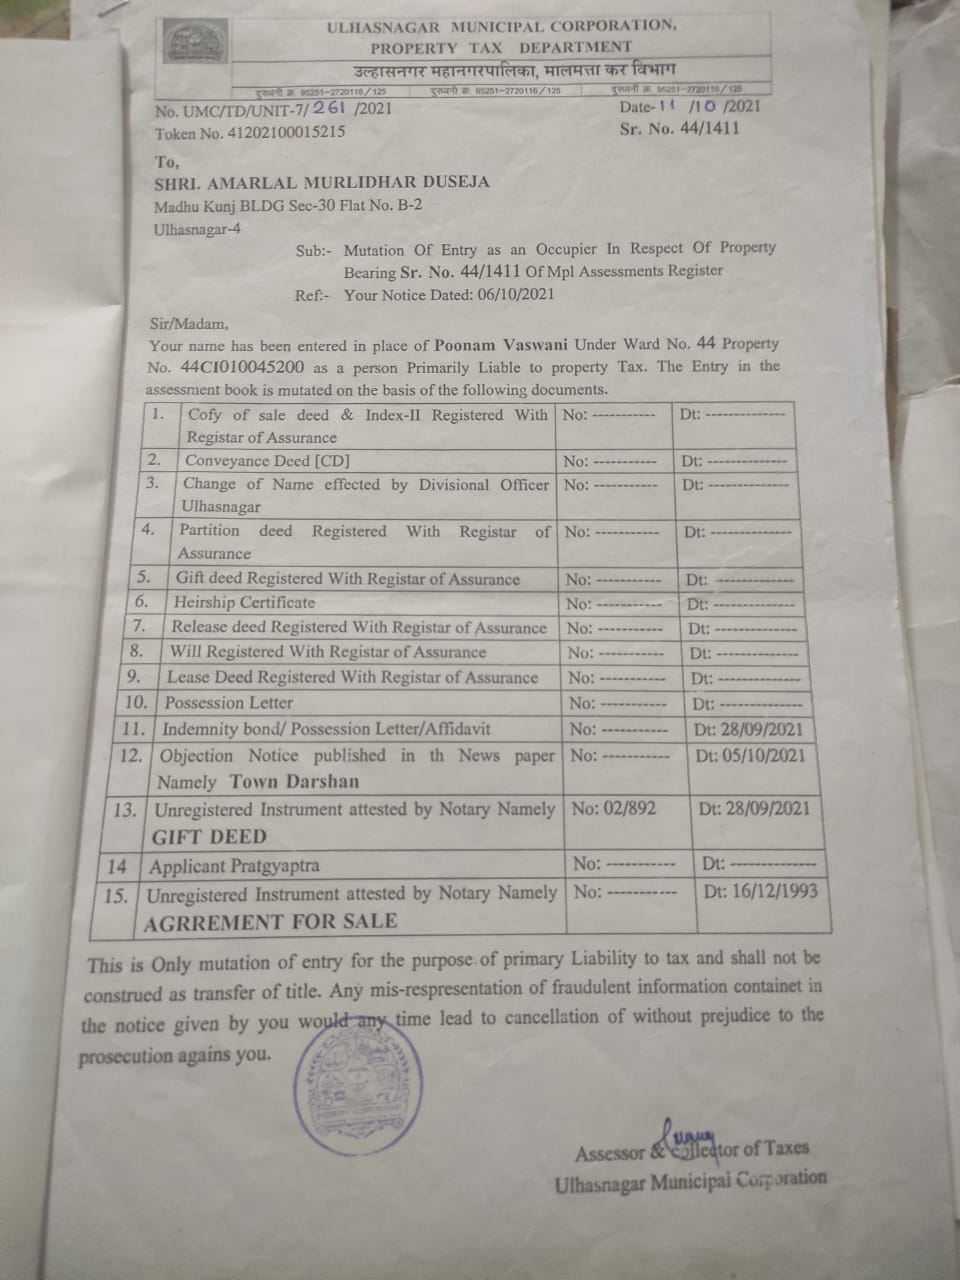 ULHASNAGAR MUNICIPAL CORPORATION,
PROPERTY TAX DEPARTMENT
उल्हासनगर महानगरपालिका, मालमत्ता कर विभाग
दुरुध्वनी क्र. 95251-2720116/125 दुरुध्वनी क्र. 95251-2720116/125 दुरुध्वनी क्र. 95251-2720116/125
No. UMC/TD/UNIT-7/261/2021 Date-11/10/2021
Token No. 41202100015215 Sr. No. 44/1411
To,
SHRI. AMARLAL MURLIDHAR DUSEJA
Madhu Kunj BLDG Sec-30 Flat No. B-2
Ulhasnagar-4
Sub:- Mutation Of Entry as an Occupier In Respect Of Property
Bearing Sr. No. 44/1411 Of Mpl Assessments Register
Ref:- Your Notice Dated: 06/10/2021
Sir/Madam,
Your name has been entered in place of Poonam Vaswani Under Ward No. 44 Property
No. 44CI010045200 as a person Primarily Liable to property Tax. The Entry in the
assessment book is mutated on the basis of the following documents.
1. Cofy of sale deed & Index-II Registered With No: ----------- Dt: --------------
Registar of Assurance
2. Conveyance Deed [CD] No: ----------- Dt: --------------
3. Change of Name effected by Divisional Officer No: ----------- Dt: --------------
Ulhasnagar
4. Partition deed Registered With Registar of No: ----------- Dt: --------------
Assurance
5. Gift deed Registered With Registar of Assurance No: ----------- Dt: --------------
6. Heirship Certificate No: ----------- Dt: --------------
7. Release deed Registered With Registar of Assurance No: ----------- Dt: --------------
8. Will Registered With Registar of Assurance No: ----------- Dt: --------------
9. Lease Deed Registered With Registar of Assurance No: ----------- Dt: --------------
10. Possession Letter No: ----------- Dt: --------------
11. Indemnity bond/ Possession Letter/Affidavit No: ----------- Dt: 28/09/2021
12. Objection Notice published in th News paper No: ----------- Dt: 05/10/2021
Namely Town Darshan
13. Unregistered Instrument attested by Notary Namely No: 02/892 Dt: 28/09/2021
GIFT DEED
14 Applicant Pratgyaptra No: ----------- Dt: --------------
15. Unregistered Instrument attested by Notary Namely No: ----------- Dt: 16/12/1993
AGRREMENT FOR SALE
This is Only mutation of entry for the purpose of primary Liability to tax and shall not be
construed as transfer of title. Any mis-respresentation of fraudulent information containet in
the notice given by you would any time lead to cancellation of without prejudice to the
prosecution agains you.
Assessor & Collector of Taxes
Ulhasnagar Municipal Corporation